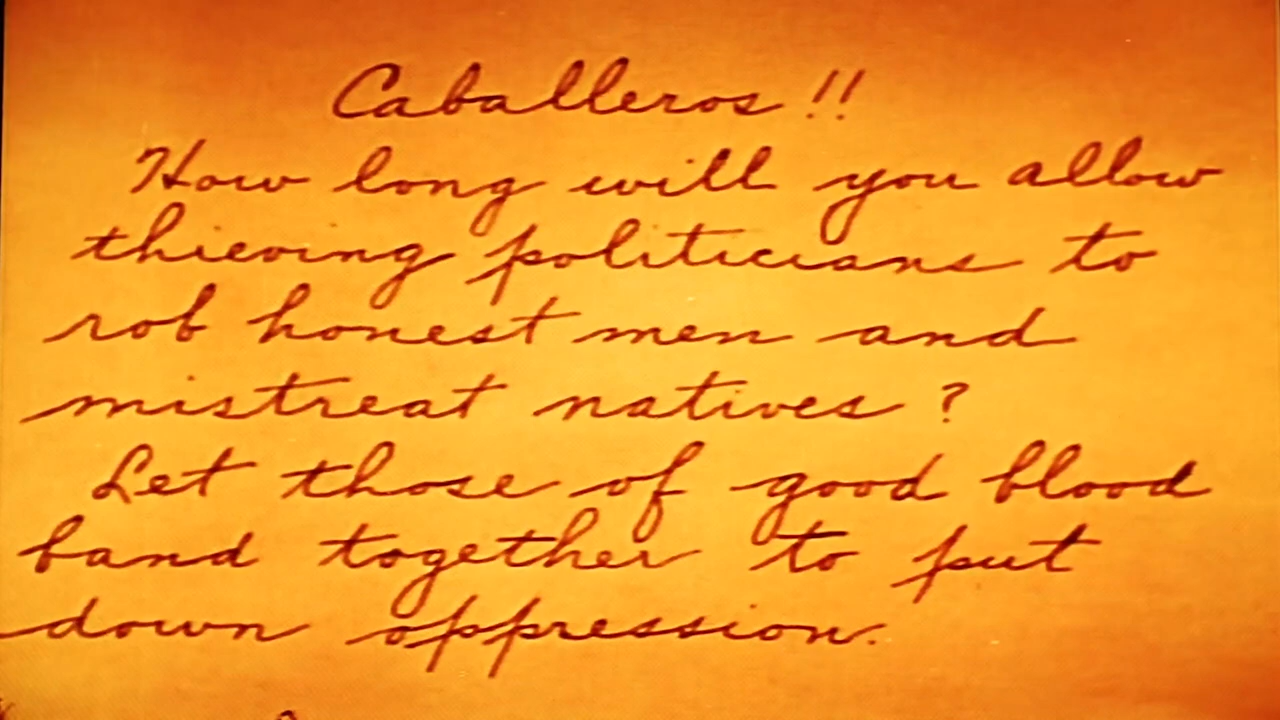 Caballeros !!
How long will you allow
thieving politicians to
rob honest men and
mistreat natives ?
Let those of good blood
band together to put
down oppression.